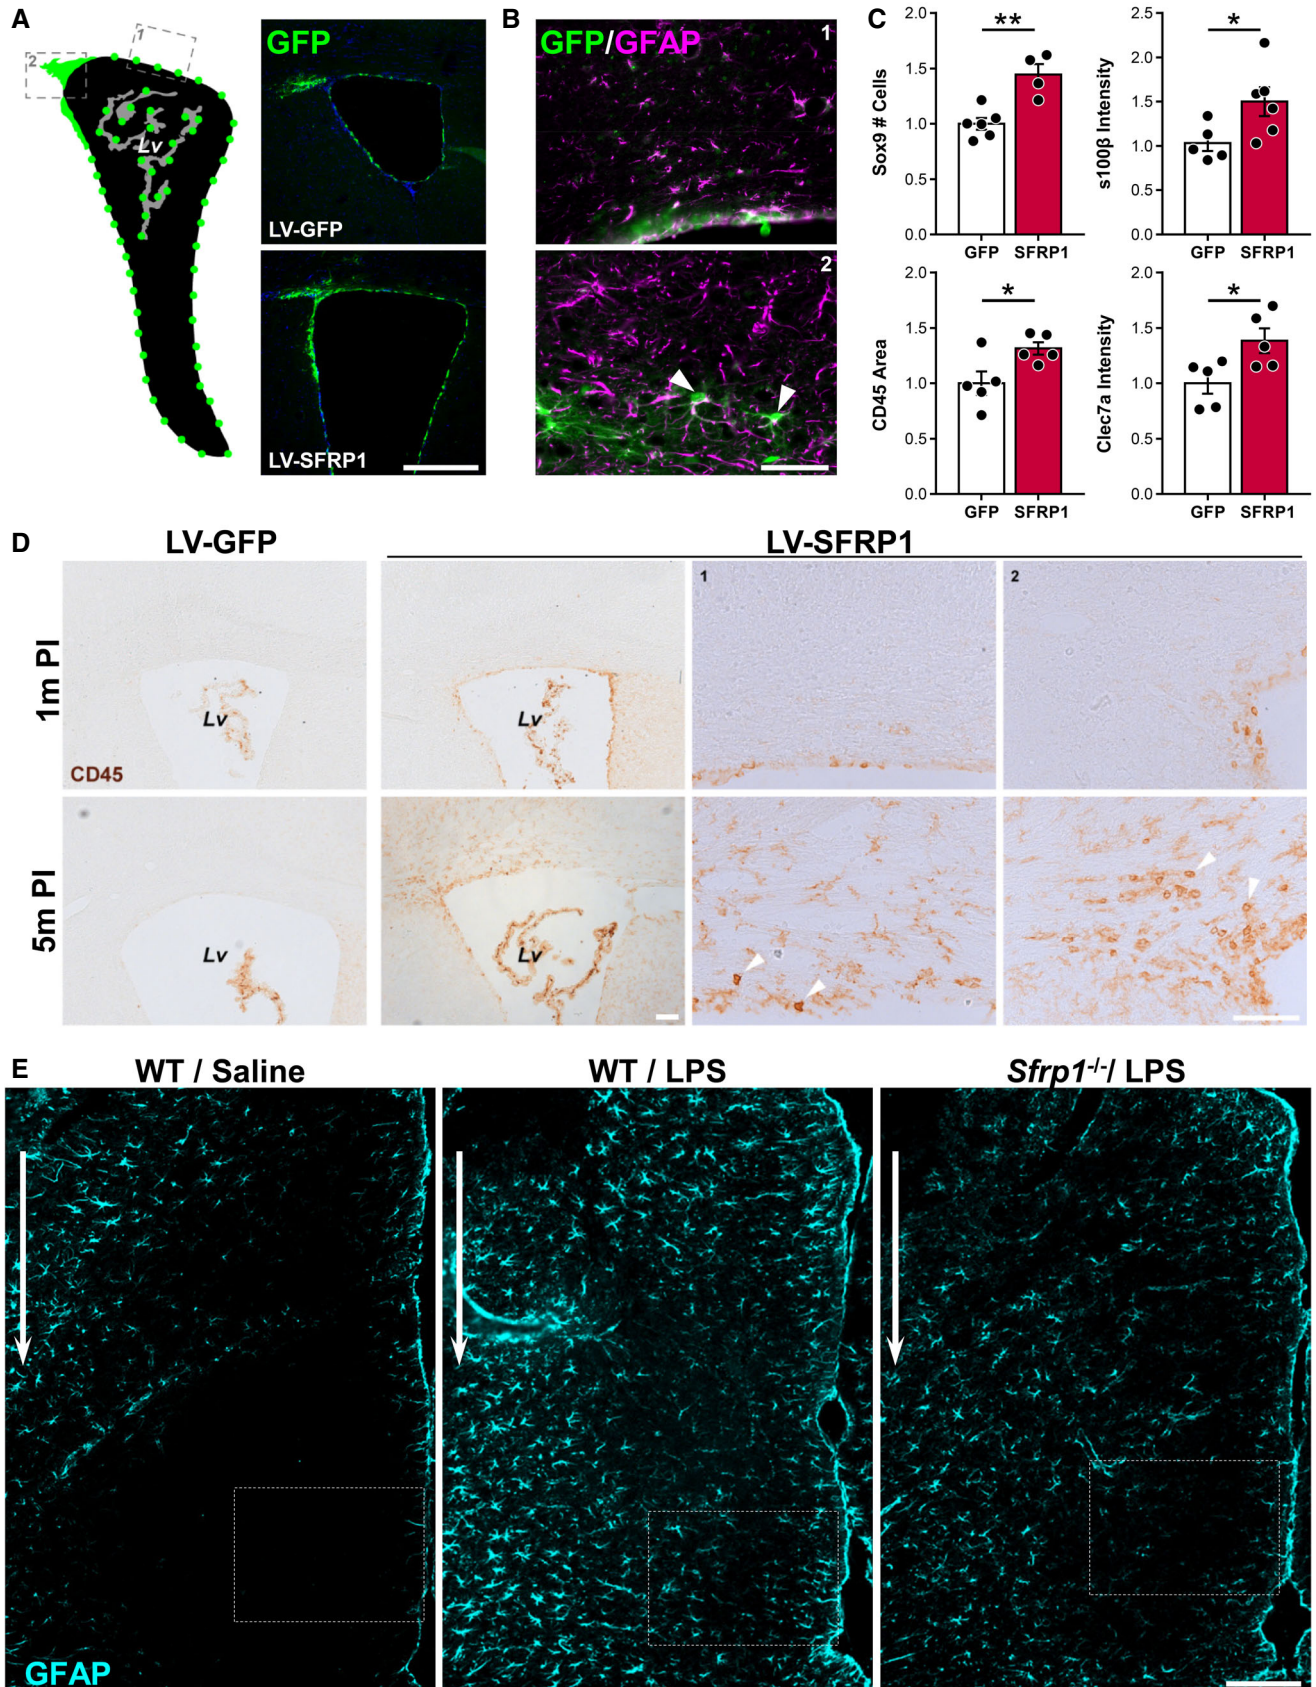 A
1
2
Lv
GFP
LV-GFP
LV-SFRP1
B
GFP/GFAP
1
2
C
2.0
1.5
1.0
0.5
0.0
Sox9 # Cells
**
GFP SFRP1
2.5
2.0
1.5
1.0
0.5
0.0
s100β Intensity
*
GFP SFRP1
2.0
1.5
1.0
0.5
0.0
CD45 Area
*
GFP SFRP1
2.0
1.5
1.0
0.5
0.0
Clec7a Intensity
*
GFP SFRP1
D
LV-GFP
LV-SFRP1
1m PI
Lv
CD45
Lv
1
2
5m PI
Lv
Lv
E
WT / Saline
WT / LPS
Sfrp1-/-/ LPS
GFAP